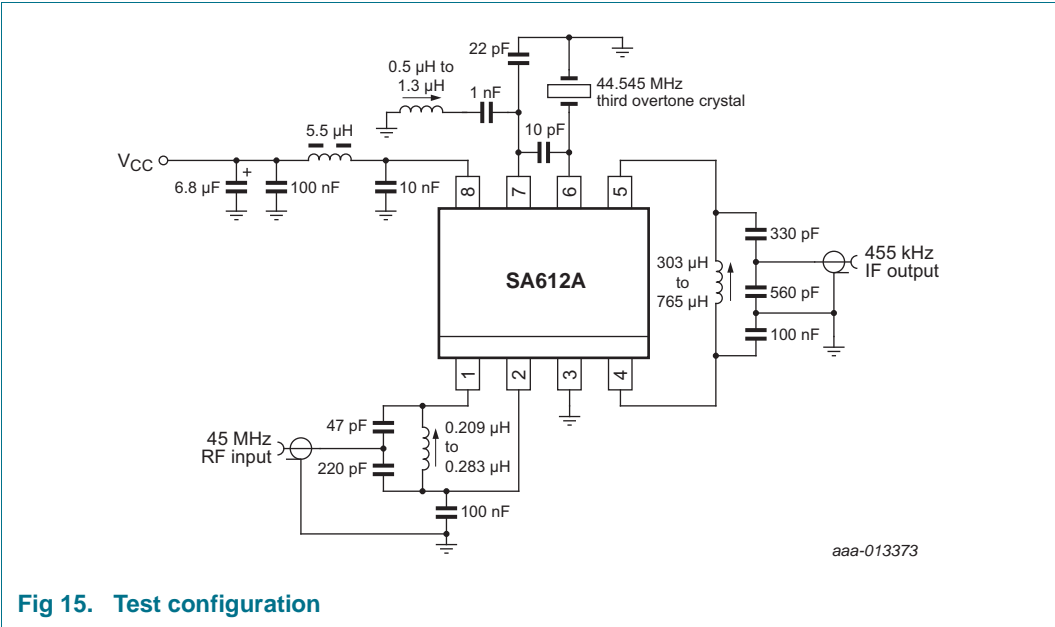 22 pF
0.5 μH to
1.3 μH
1 nF
44.545 MHz
third overtone crystal
10 pF
5.5 μH
VCC
+
6.8 μF
100 nF
10 nF
8
7
6
5
SA612A
330 pF
303 μH
to
765 μH
455 kHz
IF output
560 pF
100 nF
1
2
3
4
47 pF
0.209 μH
to
0.283 μH
45 MHz
RF input
220 pF
100 nF
aaa-013373
Fig 15. Test configuration